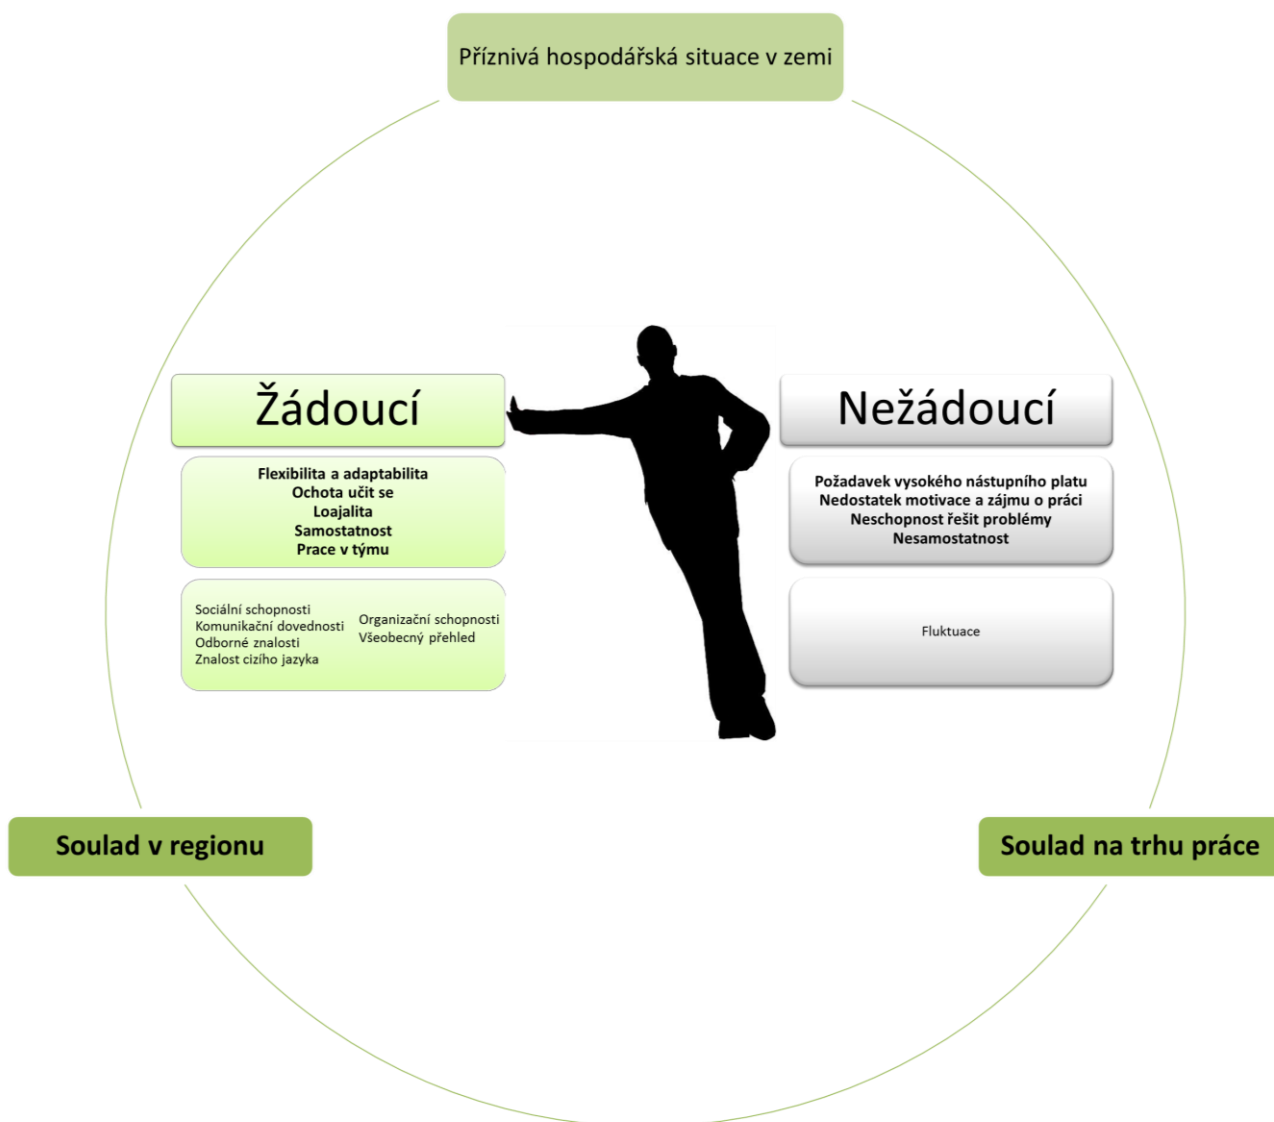 Příznivá hospodářská situace v zemi
Žádoucí
Flexibilita a adaptabilita
Ochota učit se
Loajalita
Samostatnost
Prace v týmu
Sociální schopnosti
Komunikační dovednosti
Odborné znalosti
Znalost cizího jazyka
Organizační schopnosti
Všeobecný přehled
Nežádoucí
Požadavek vysokého nástupního platu
Nedostatek motivace a zájmu o práci
Neschopnost řešit problémy
Nesamostatnost
Fluktuace
Soulad v regionu
Soulad na trhu práce